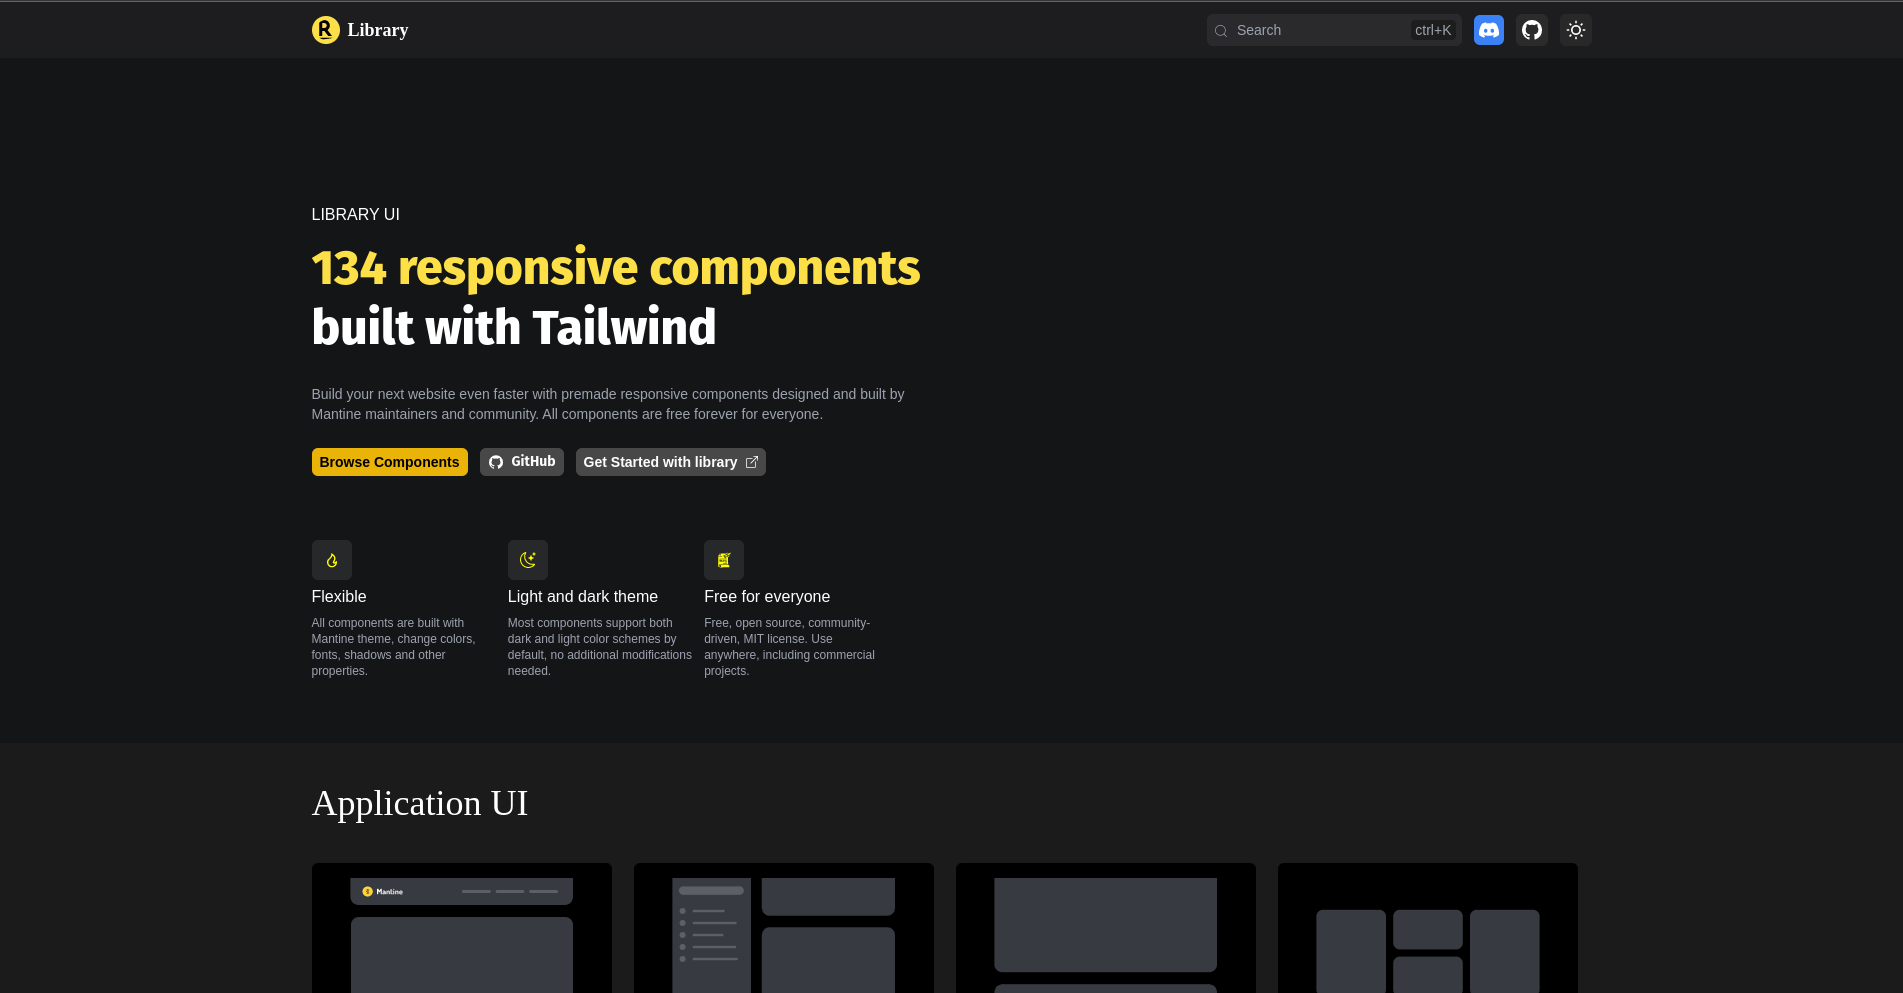 Library
Search
ctrl+K
LIBRARY UI
134 responsive components
built with Tailwind
Build your next website even faster with premade responsive components designed and built by
Mantine maintainers and community. All components are free forever for everyone.
Browse Components
GitHub
Get Started with library
Flexible
All components are built with
Mantine theme, change colors,
fonts, shadows and other
properties.
Light and dark theme
Most components support both
dark and light color schemes by
default, no additional modifications
needed.
Free for everyone
Free, open source, community-
driven, MIT license. Use
anywhere, including commercial
projects.
Application UI
Mantine